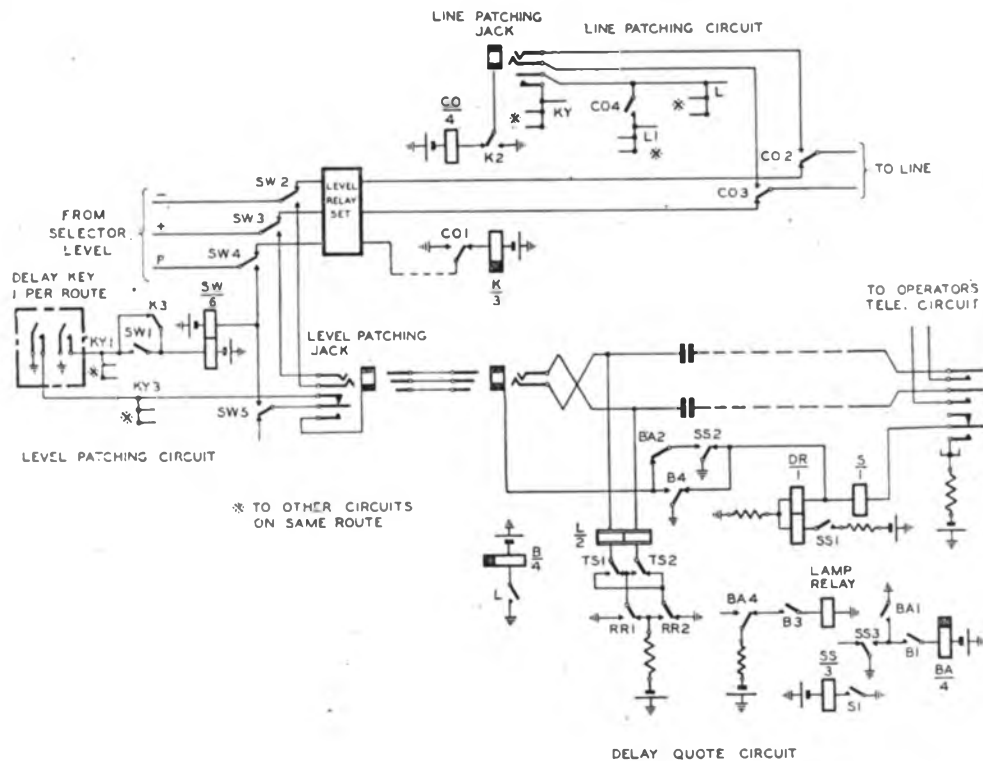 LINE PATCHING
JACK
LINE PATCHING CIRCUIT
CO
4
K2
※
KY
CO4
L1
※
※
L
CO2
CO3
TO LINE
FROM
SELECTOR
LEVEL
−
+
P
SW2
SW3
SW4
LEVEL
RELAY
SET
CO1
K
3
DELAY KEY
1 PER ROUTE
KY1
※
K3
SW1
SW
6
KY3
※
SW5
LEVEL PATCHING
JACK
LEVEL PATCHING CIRCUIT
※ TO OTHER CIRCUITS
ON SAME ROUTE
TO OPERATORS
TELE. CIRCUIT
BA2
SS2
B4
DR
1
S
1
SS1
L
2
TS1
TS2
RR1
RR2
B
4
L
BA4
B3
LAMP
RELAY
BA1
SS3
B1
BA
4
SS
3
S1
DELAY QUOTE CIRCUIT